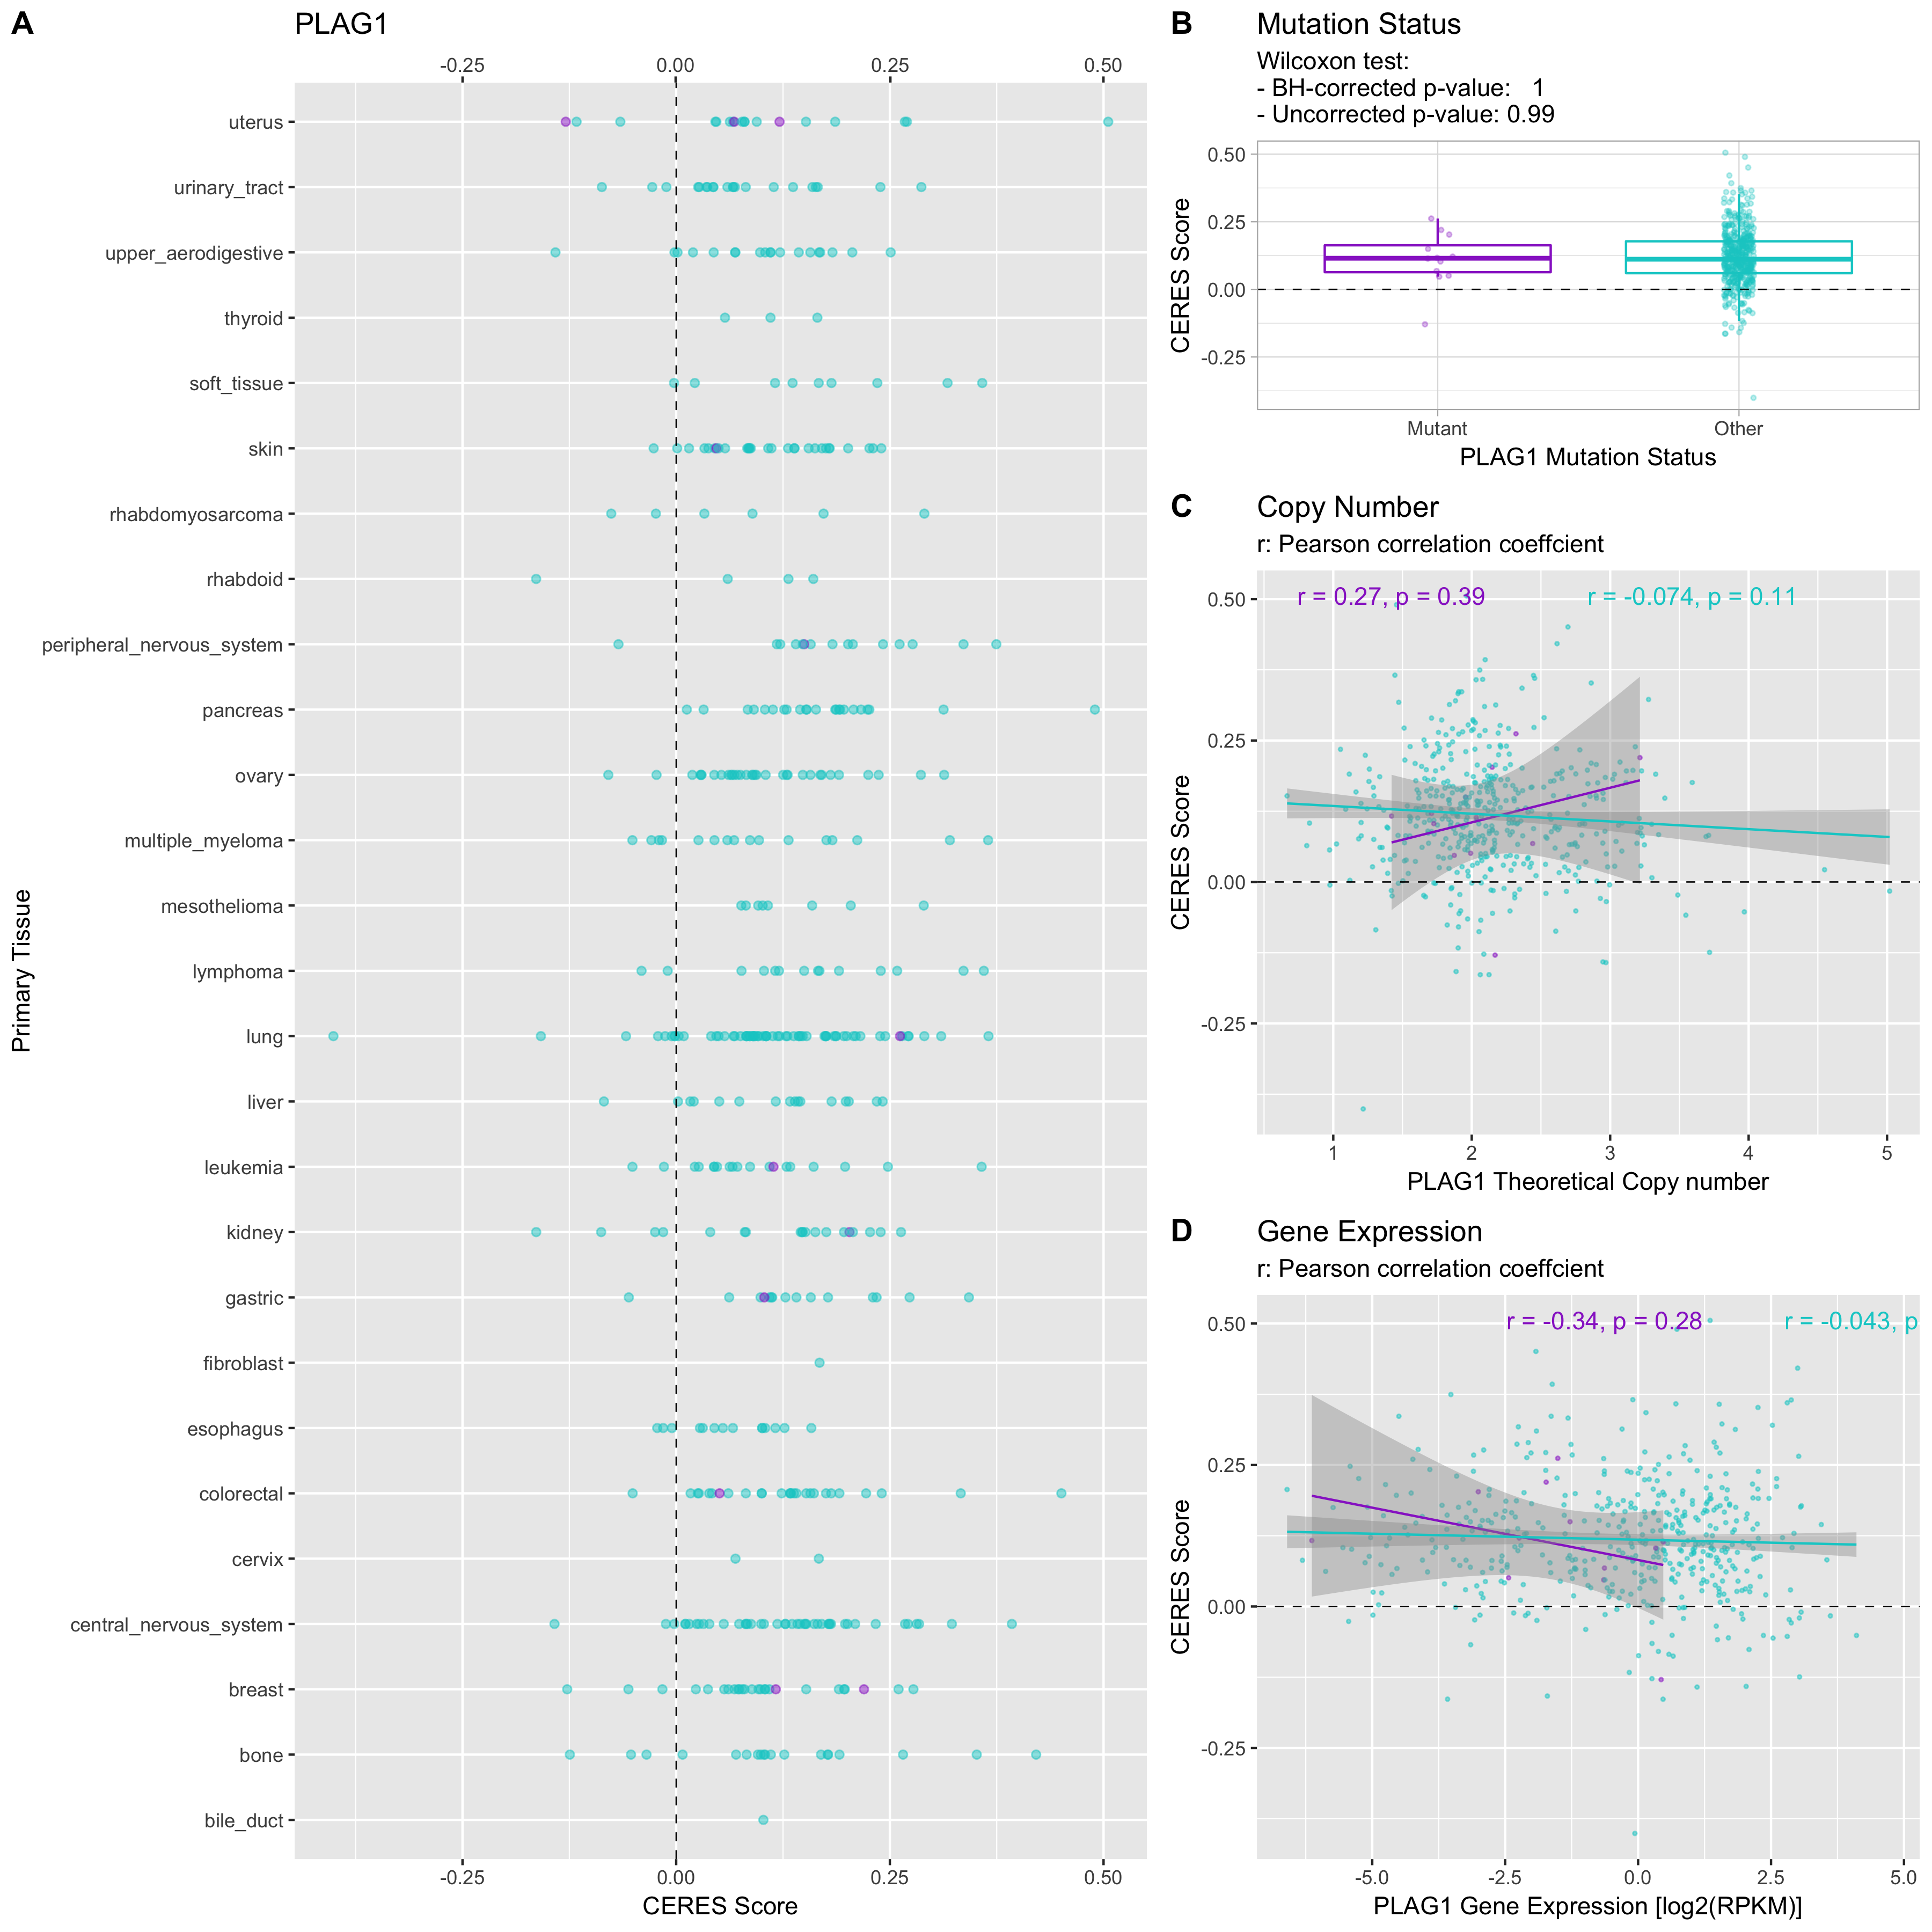 A
PLAG1
-0.25 0.00 0.25 0.50
uterus
urinary_tract
upper_aerodigestive
thyroid
soft_tissue
skin
rhabdomyosarcoma
rhabdoid
peripheral_nervous_system
pancreas
ovary
multiple_myeloma
mesothelioma
lymphoma
lung
liver
leukemia
kidney
gastric
fibroblast
esophagus
colorectal
cervix
central_nervous_system
breast
bone
bile_duct
Primary Tissue
-0.25 0.00 0.25 0.50
CERES Score
B
Mutation Status
Wilcoxon test:
- BH-corrected p-value: 1
- Uncorrected p-value: 0.99
0.50
0.25
0.00
-0.25
CERES Score
Mutant Other
PLAG1 Mutation Status
C
Copy Number
r: Pearson correlation coeffcient
r = 0.27, p = 0.39
r = -0.074, p = 0.11
0.50
0.25
0.00
-0.25
CERES Score
1 2 3 4 5
PLAG1 Theoretical Copy number
D
Gene Expression
r: Pearson correlation coeffcient
r = -0.34, p = 0.28
r = -0.043, p
0.50
0.25
0.00
-0.25
CERES Score
-5.0 -2.5 0.0 2.5 5.0
PLAG1 Gene Expression [log2(RPKM)]